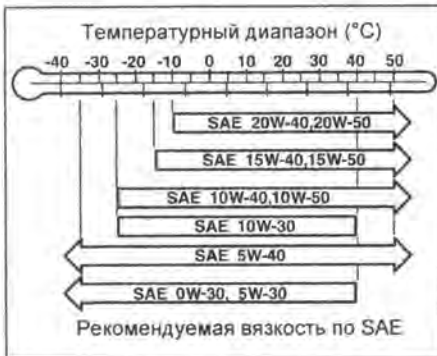 Температурный диапазон (°C)
-40 -30 -20 -10 0 10 20 30 40 50
SAE 20W-40,20W-50
SAE 15W-40,15W-50
SAE 10W-40,10W-50
SAE 10W-30
SAE 5W-40
SAE 0W-30, 5W-30
Рекомендуемая вязкость по SAE